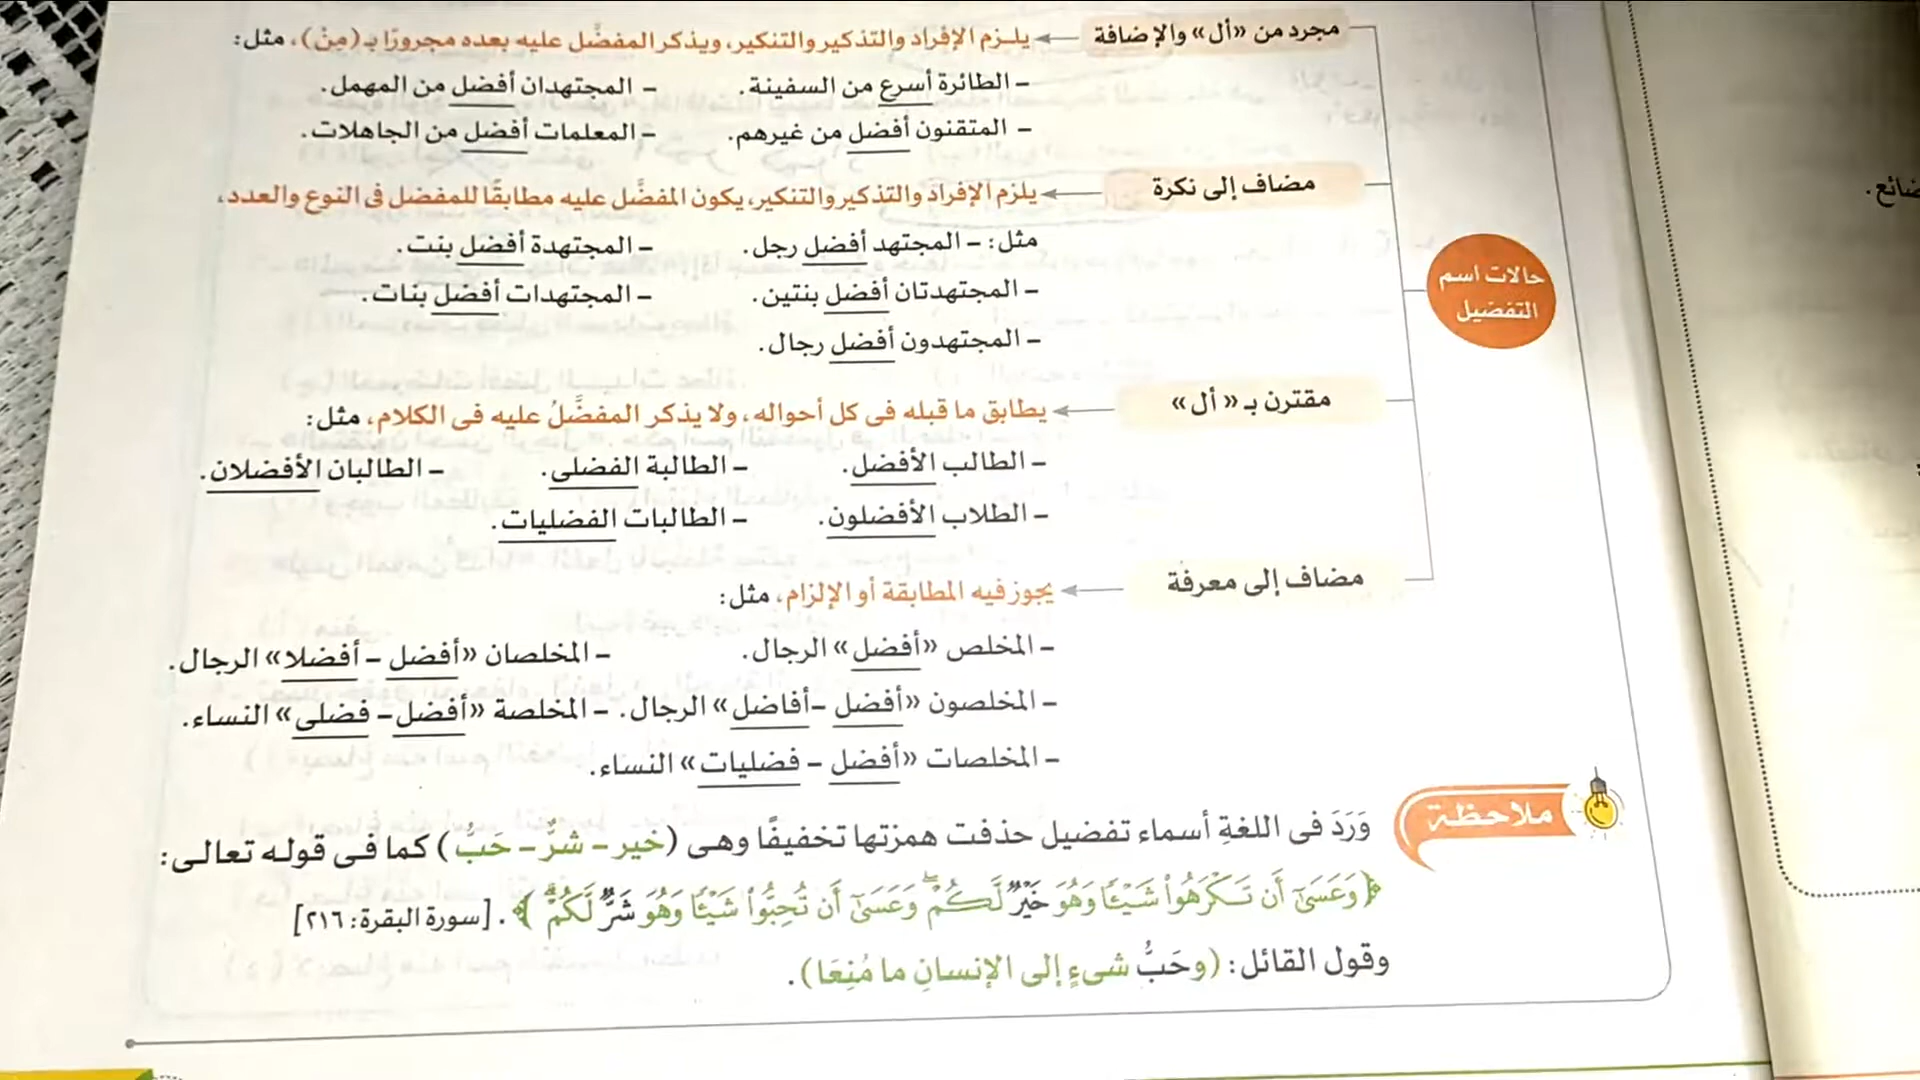 مجرد من «أل» والإضافة
يلزم الإفراد والتذكير والتنكير، ويذكر المفضَّل عليه بعده مجرورًا بـ (مِنْ)، مثل:
- الطائرة أسرع من السفينة. - المجتهدان أفضل من المهمل.
- المتقنون أفضل من غيرهم. - المعلمات أفضل من الجاهلات.
مضاف إلى نكرة
يلزم الإفراد والتذكير والتنكير، يكون المفضَّل عليه مطابقًا للمفضل فى النوع والعدد،
مثل: - المجتهد أفضل رجل. - المجتهدة أفضل بنت.
- المجتهدتان أفضل بنتين. - المجتهدات أفضل بنات.
- المجتهدون أفضل رجال.
حالات اسم
التفضيل
مقترن بـ «أل»
يطابق ما قبله فى كل أحواله، ولا يذكر المفضَّلُ عليه فى الكلام، مثل:
- الطالب الأفضل. - الطالبة الفضلى. - الطالبان الأفضلان.
- الطلاب الأفضلون. - الطالبات الفضليات.
مضاف إلى معرفة
يجوز فيه المطابقة أو الإلزام، مثل:
- المخلص «أفضل» الرجال. - المخلصان «أفضل - أفضلا» الرجال.
- المخلصون «أفضل - أفاضل» الرجال. - المخلصة «أفضل - فضلى» النساء.
- المخلصات «أفضل - فضليات» النساء.
ملاحظة
وَرَدَ فى اللغةِ أسماء تفضيل حذفت همزتها تخفيفًا وهى (خير - شرٌّ - حَبُّ) كما فى قوله تعالى:
﴿وَعَسَىٰٓ أَن تَكْرَهُوا۟ شَيْـًٔا وَهُوَ خَيْرٌ لَّكُمْ ۖ وَعَسَىٰٓ أَن تُحِبُّوا۟ شَيْـًٔا وَهُوَ شَرٌّ لَّكُمْ ۗ﴾. [سورة البقرة: ٢١٦]
وقول القائل: (وحَبُّ شىءٍ إلى الإنسانِ ما مُنِعَا).
ضائع.